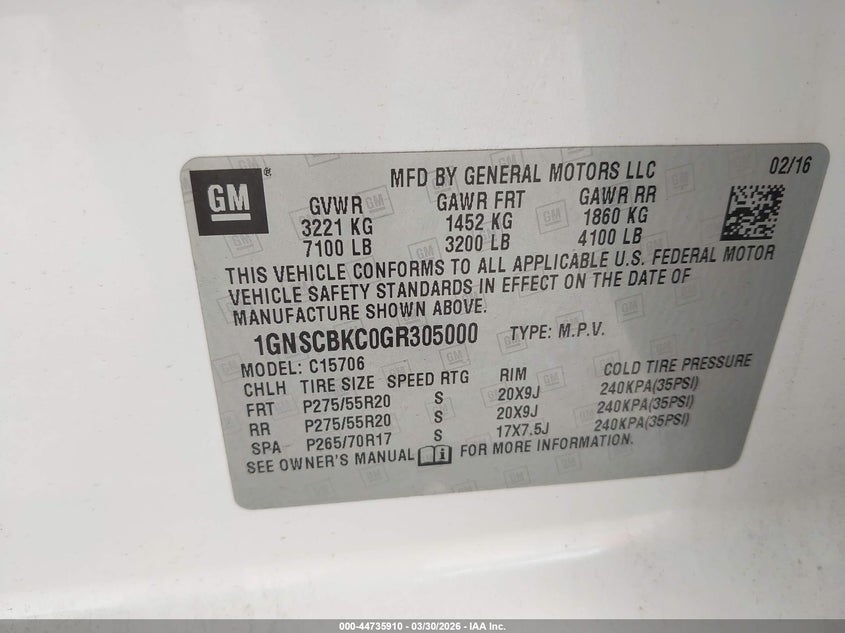 GM®
MFD BY GENERAL MOTORS LLC 02/16
GVWR GAWR FRT GAWR RR
3221 KG 1452 KG 1860 KG
7100 LB 3200 LB 4100 LB
THIS VEHICLE CONFORMS TO ALL APPLICABLE U.S. FEDERAL MOTOR
VEHICLE SAFETY STANDARDS IN EFFECT ON THE DATE OF
MANUFACTURE SHOWN ABOVE.
1GNSCBKC0GR305000 TYPE: M.P.V.
MODEL: C15706
CHLH TIRE SIZE SPEED RTG RIM COLD TIRE PRESSURE
FRT P275/55R20 S 20X9J 240KPA(35PSI)
RR P275/55R20 S 20X9J 240KPA(35PSI)
SPA P265/70R17 S 17X7.5J 240KPA(35PSI)
SEE OWNER'S MANUAL FOR MORE INFORMATION.
000-44735910 - 03/30/2026 - IAA Inc.